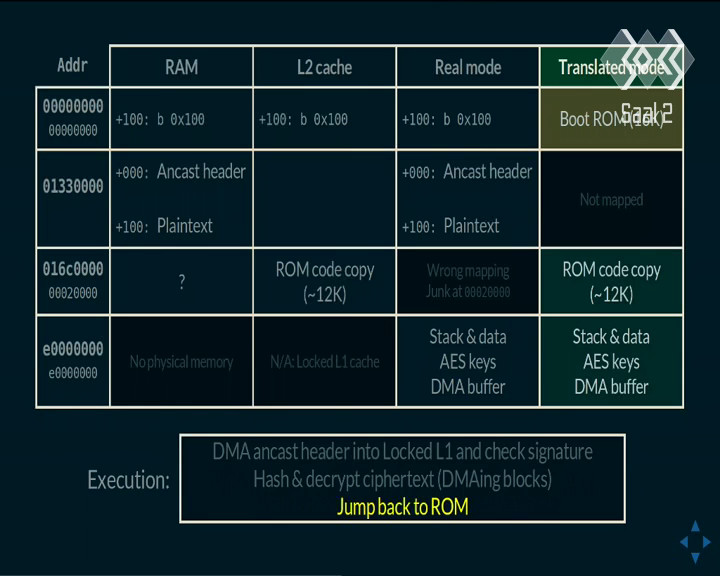 Addr RAM L2 cache Real mode Translated mode
00000000
00000000
+100: b 0x100 +100: b 0x100 +100: b 0x100 Boot ROM (16K)
Saal 2
01330000
+000: Ancast header +000: Ancast header
Not mapped
+100: Plaintext +100: Plaintext
016c0000
00020000
?
ROM code copy
(~12K)
Wrong mapping
Junk at 00020000
ROM code copy
(~12K)
e0000000
e0000000
No physical memory
N/A: Locked L1 cache
Stack & data
AES keys
DMA buffer
Stack & data
AES keys
DMA buffer
Execution:
DMA ancast header into Locked L1 and check signature
Hash & decrypt ciphertext (DMAing blocks)
Jump back to ROM